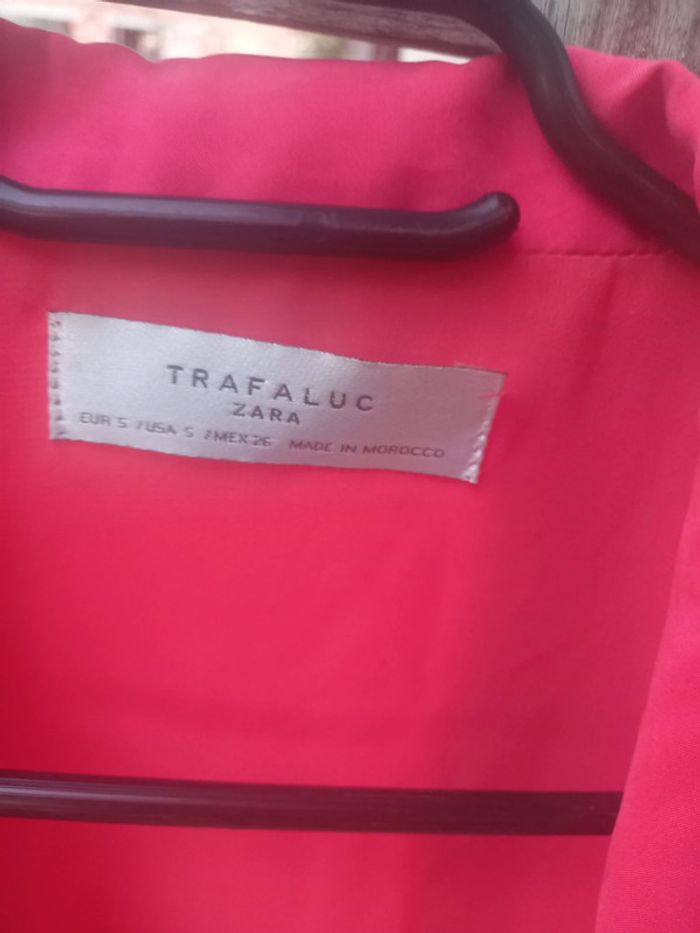 TRAFALUC
ZARA
EUR S / USA S / MEX 26 MADE IN MOROCCO